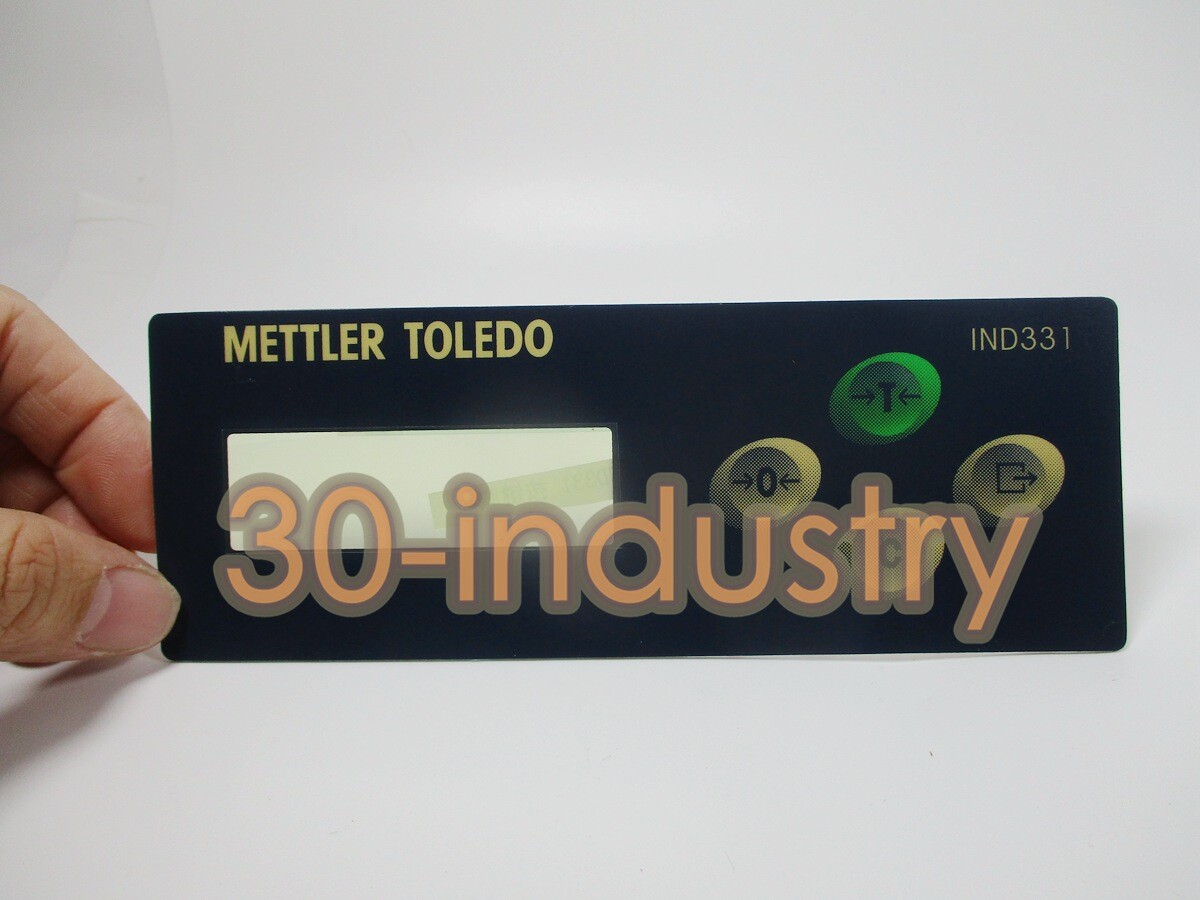 METTLER TOLEDO
IND331
→T←
→0←
C
30-industry